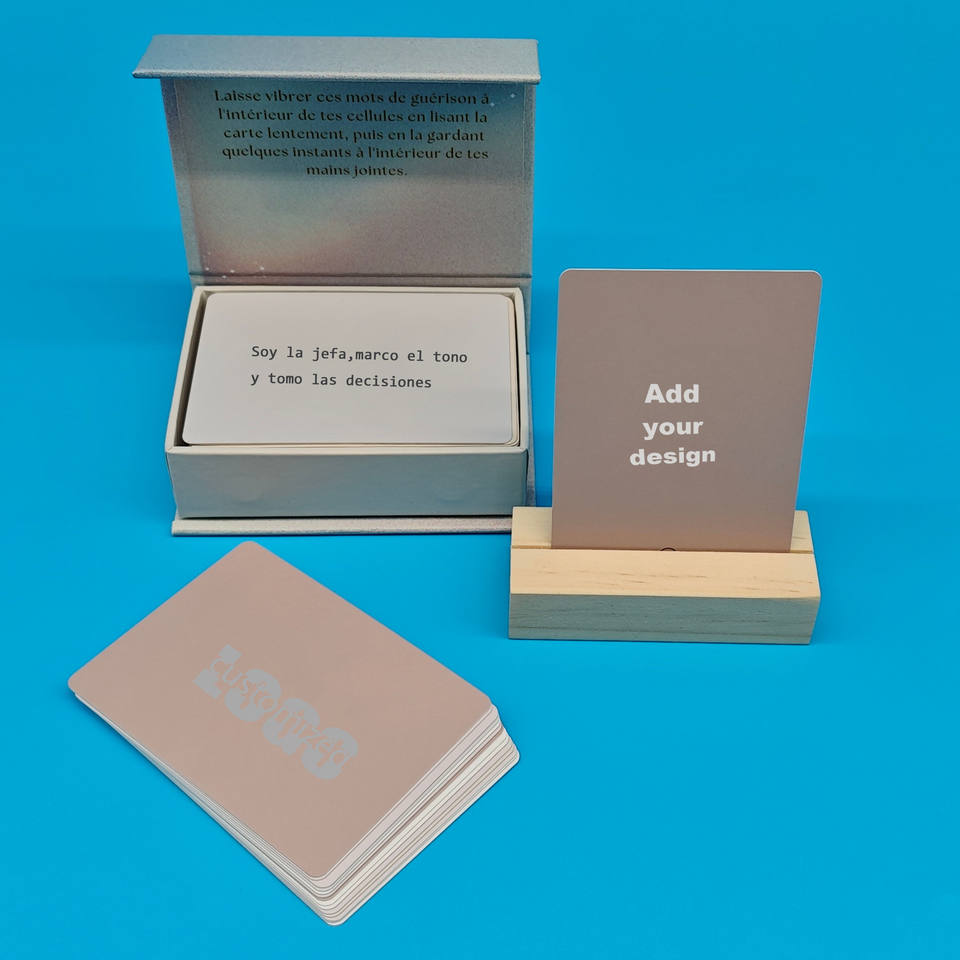 Laisse vibrer ces mots de guérison à
l'intérieur de tes cellules en lisant la
carte lentement, puis en la gardant
quelques instants à l'intérieur de tes
mains jointes.
Soy la jefa,marco el tono
y tomo las decisiones
Add
your
design
LOGO
customized